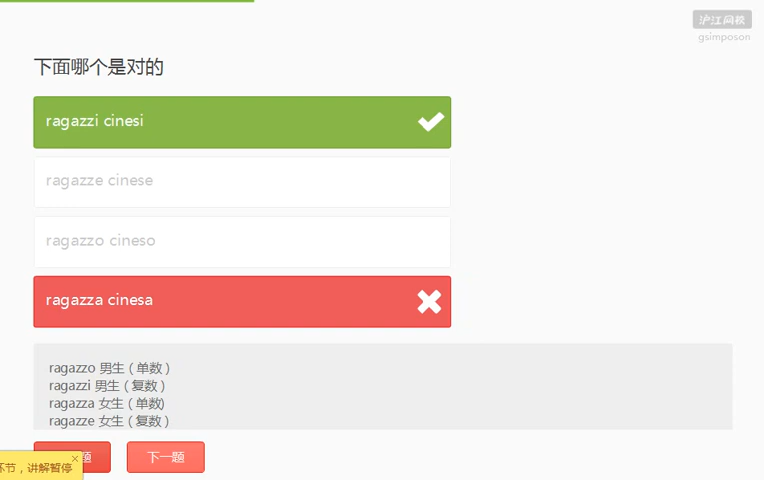 沪江网校
gsimposon
下面哪个是对的
ragazzi cinesi
ragazze cinese
ragazzo cineso
ragazza cinesa
ragazzo 男生 ( 单数 )
ragazzi 男生 ( 复数 )
ragazza 女生 ( 单数)
ragazze 女生 ( 复数 )
题
下一题
环节，讲解暂停